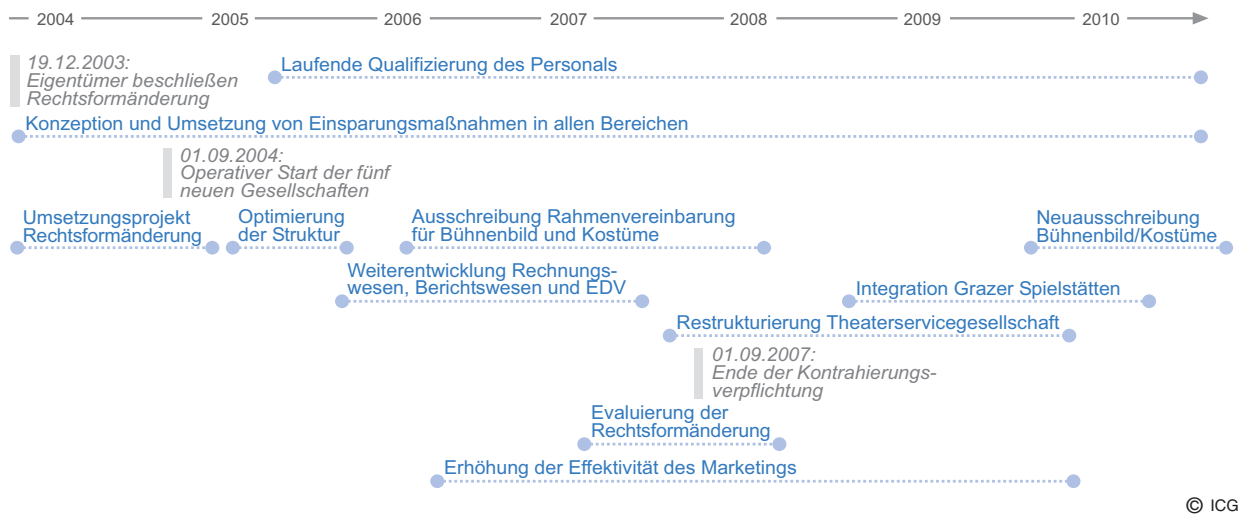 2004 2005 2006 2007 2008 2009 2010
19.12.2003:
Eigentümer beschließen
Rechtsformänderung
Laufende Qualifizierung des Personals
Konzeption und Umsetzung von Einsparungsmaßnahmen in allen Bereichen
01.09.2004:
Operativer Start der fünf
neuen Gesellschaften
Umsetzungsprojekt
Rechtsformänderung
Optimierung
der Struktur
Ausschreibung Rahmenvereinbarung
für Bühnenbild und Kostüme
Neuausschreibung
Bühnenbild/Kostüme
Weiterentwicklung Rechnungs-
wesen, Berichtswesen und EDV
Integration Grazer Spielstätten
Restrukturierung Theaterservicegesellschaft
01.09.2007:
Ende der Kontrahierungs-
verpflichtung
Evaluierung der
Rechtsformänderung
Erhöhung der Effektivität des Marketings
© ICG